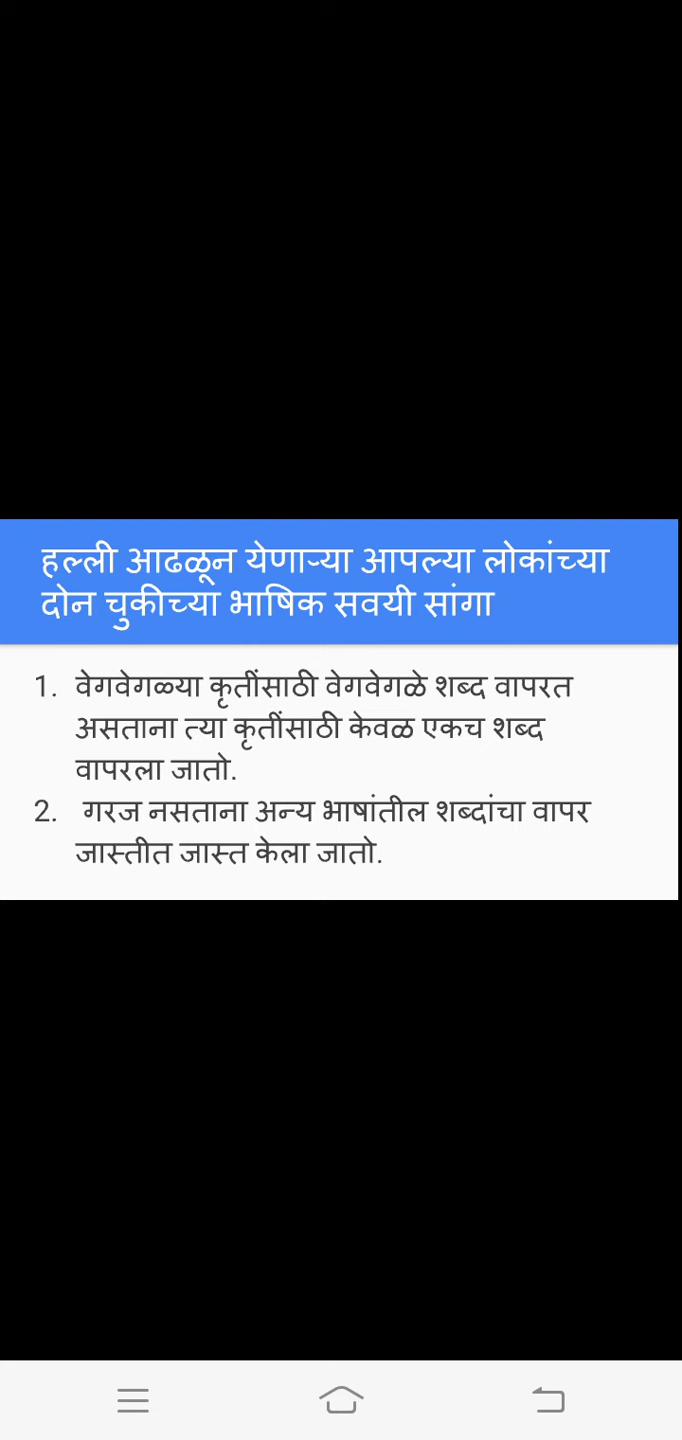 हल्ली आढळून येणाऱ्या आपल्या लोकांच्या
दोन चुकीच्या भाषिक सवयी सांगा
1. वेगवेगळ्या कृतींसाठी वेगवेगळे शब्द वापरत
असताना त्या कृतींसाठी केवळ एकच शब्द
वापरला जातो.
2. गरज नसताना अन्य भाषांतील शब्दांचा वापर
जास्तीत जास्त केला जातो.